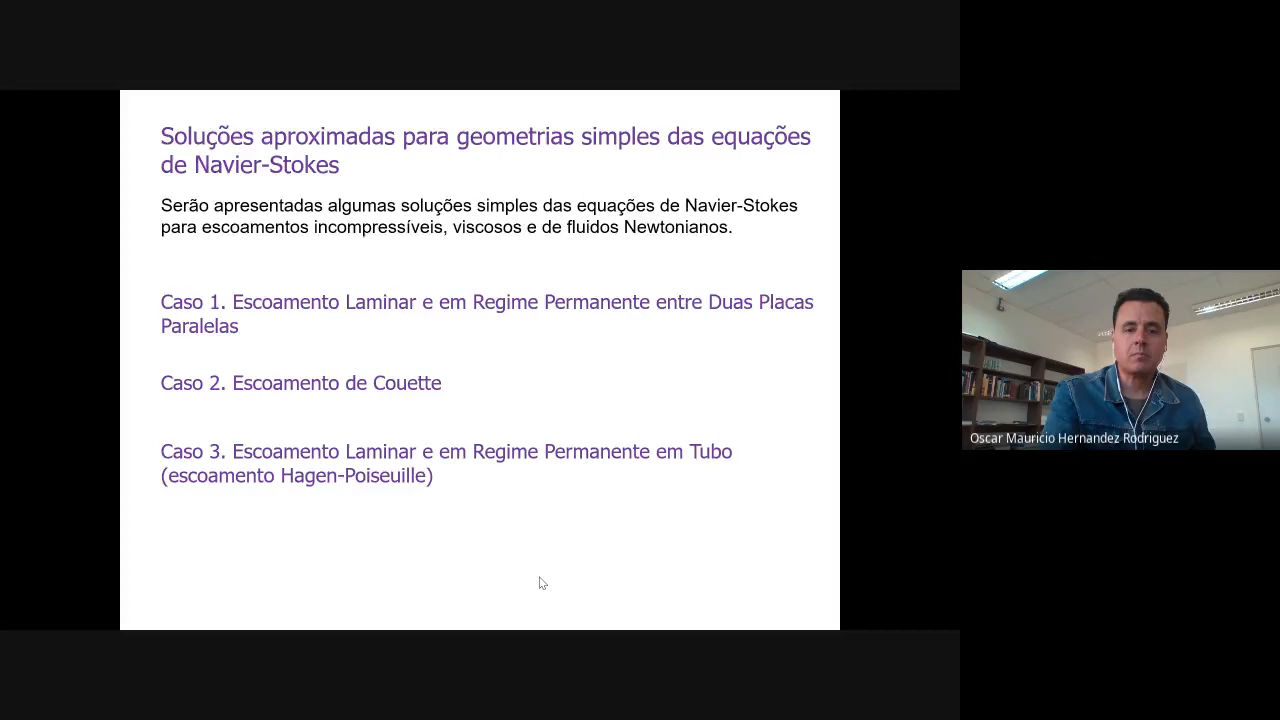 Soluções aproximadas para geometrias simples das equações
de Navier-Stokes
Serão apresentadas algumas soluções simples das equações de Navier-Stokes
para escoamentos incompressíveis, viscosos e de fluidos Newtonianos.
Caso 1. Escoamento Laminar e em Regime Permanente entre Duas Placas
Paralelas
Caso 2. Escoamento de Couette
Caso 3. Escoamento Laminar e em Regime Permanente em Tubo
(escoamento Hagen-Poiseuille)
Oscar Mauricio Hernandez Rodriguez